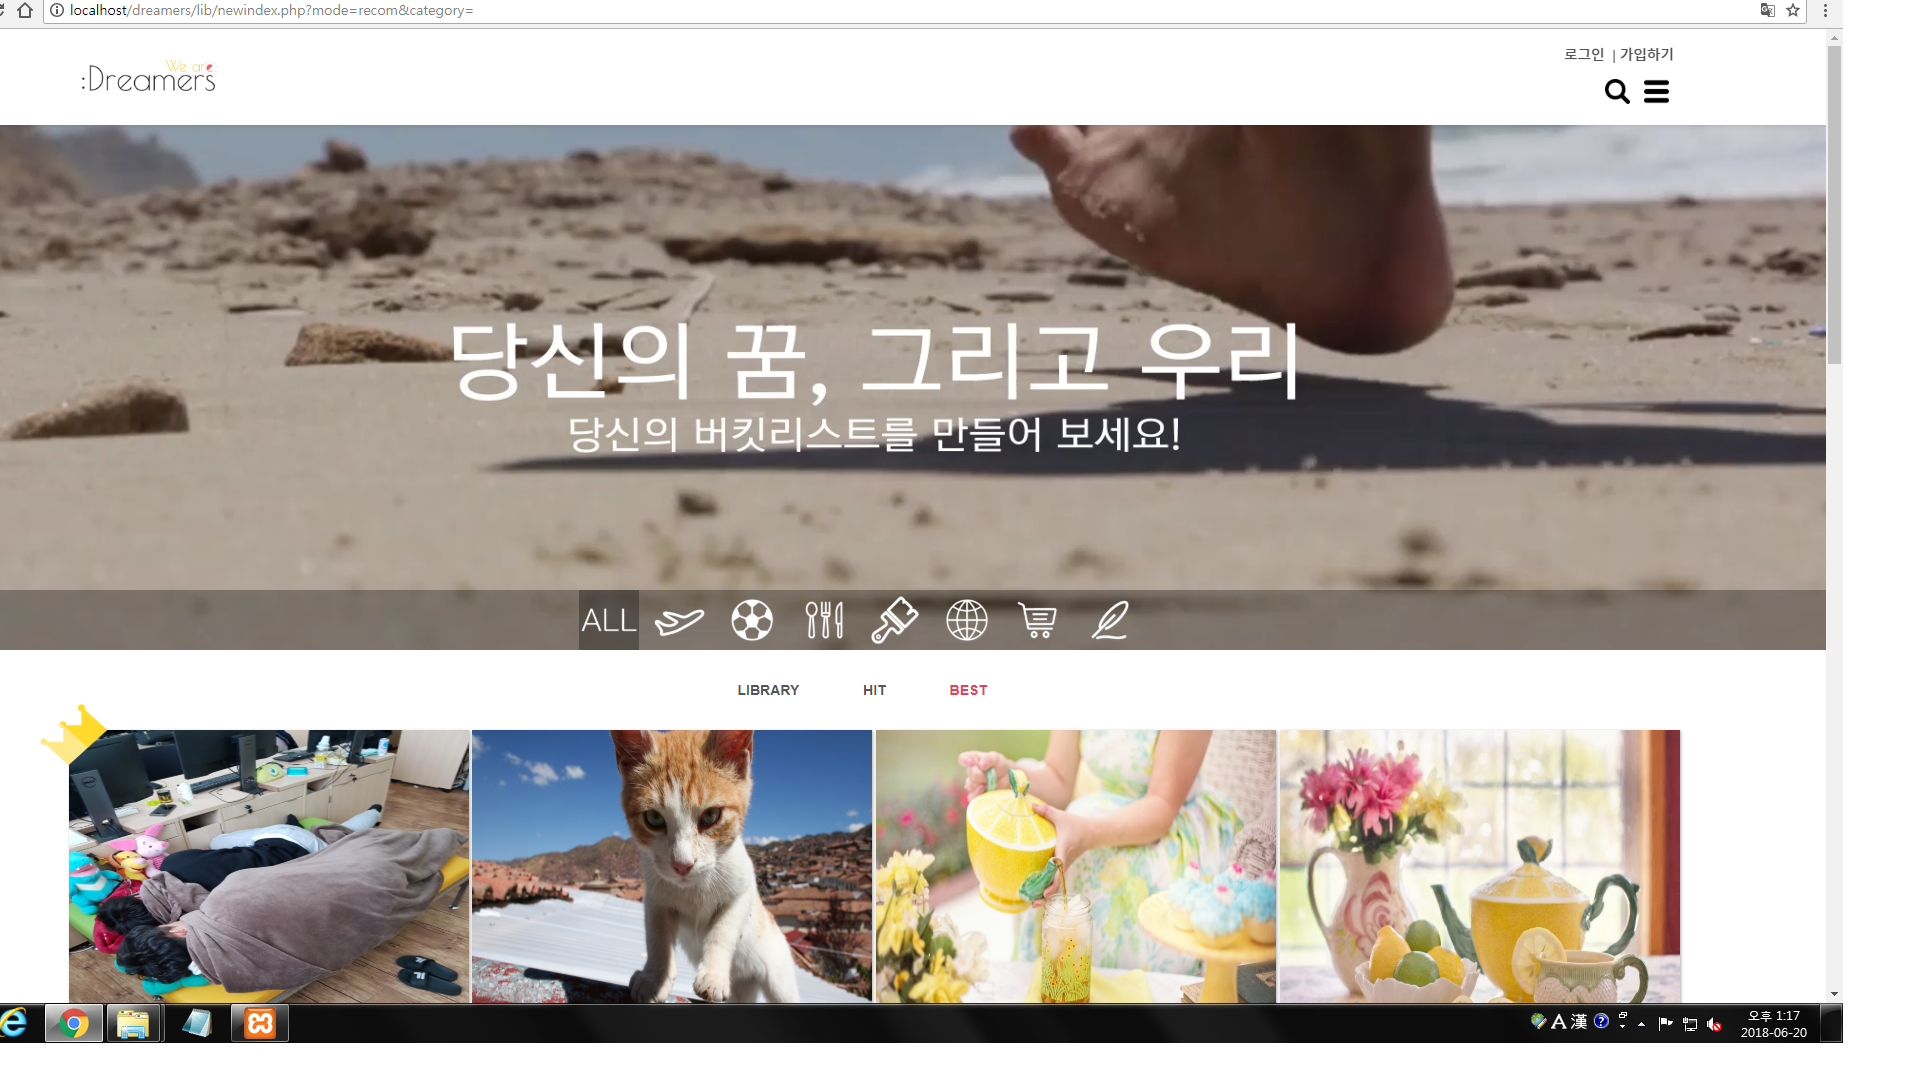 localhost/dreamers/lib/newindex.php?mode=recom&category=
로그인 | 가입하기
We are
:Dreamers
당신의 꿈, 그리고 우리
당신의 버킷리스트를 만들어 보세요!
ALL
LIBRARY HIT BEST
A 漢
오후 1:17
2018-06-20